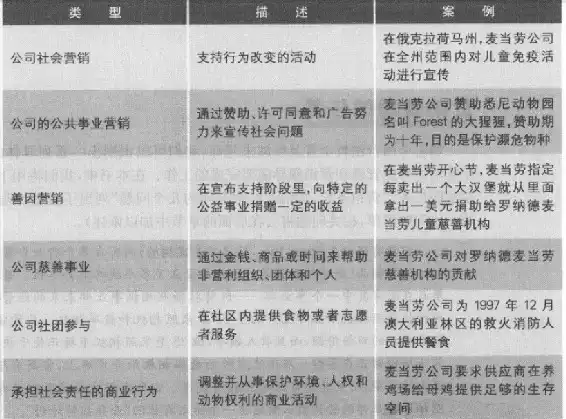 类型 描述 案例
公司社会营销 支持行为改变的活动 在俄克拉荷马州，麦当劳公司
在全州范围内对儿童免疫活
动进行宣传
公司的公共事业营销 通过赞助、许可同意和广告努
力来宣传社会问题 麦当劳公司赞助悉尼动物园
名叫Forest的大猩猩，赞助期
为十年，目的是保护濒危物种
善因营销 在宣布支持阶段里，向特定的
公益事业捐赠一定的收益 在麦当劳开心节，麦当劳指定
每卖出一个大汉堡就从里面
拿出一美元捐助给罗纳德麦
当劳儿童慈善机构
公司慈善事业 通过金钱、商品或时间来帮助
非营利组织、团体和个人 麦当劳公司对罗纳德麦当劳
慈善机构的贡献
公司社团参与 在社区内提供食物或者志愿
者服务 麦当劳公司为1997年12月
澳大利亚林区的救火消防人
员提供餐食
承担社会责任的商业行为 调整并从事保护环境、人权和
动物权利的商业活动 麦当劳公司要求供应商在养
鸡场给母鸡提供足够的生存
空间